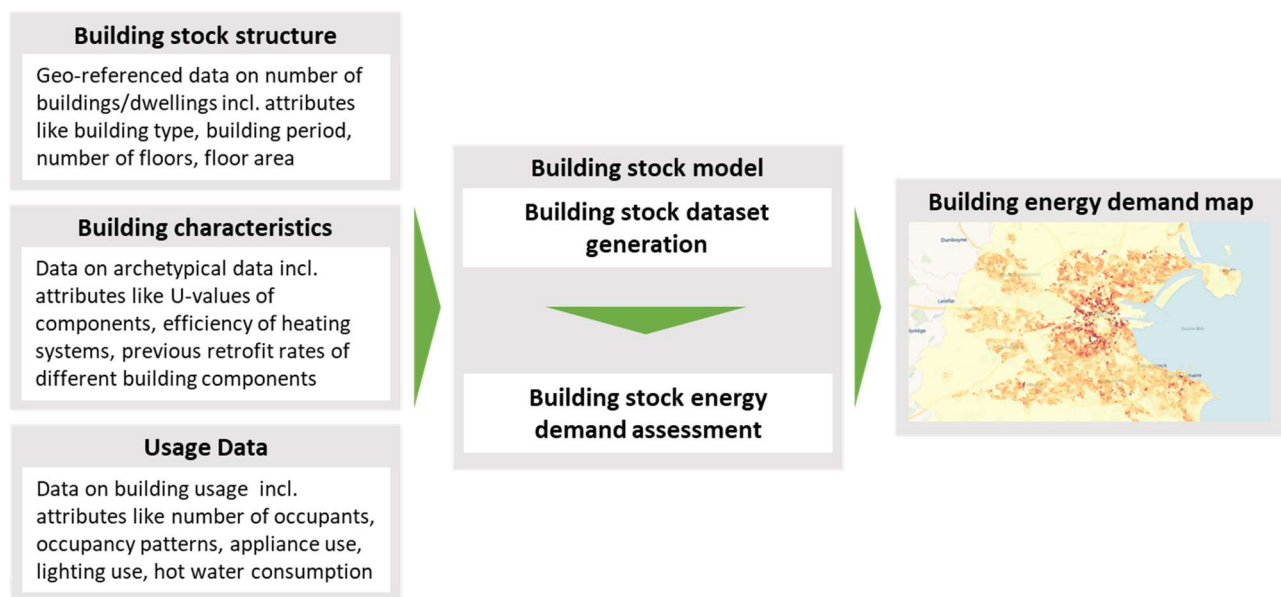 Building stock structure
Geo-referenced data on number of
buildings/dwellings incl. attributes
like building type, building period,
number of floors, floor area
Building characteristics
Data on archetypical data incl.
attributes like U-values of
components, efficiency of heating
systems, previous retrofit rates of
different building components
Usage Data
Data on building usage incl.
attributes like number of occupants,
occupancy patterns, appliance use,
lighting use, hot water consumption
Building stock model
Building stock dataset
generation
Building stock energy
demand assessment
Building energy demand map
Dunboyne
Leixlip
Dublin Bay